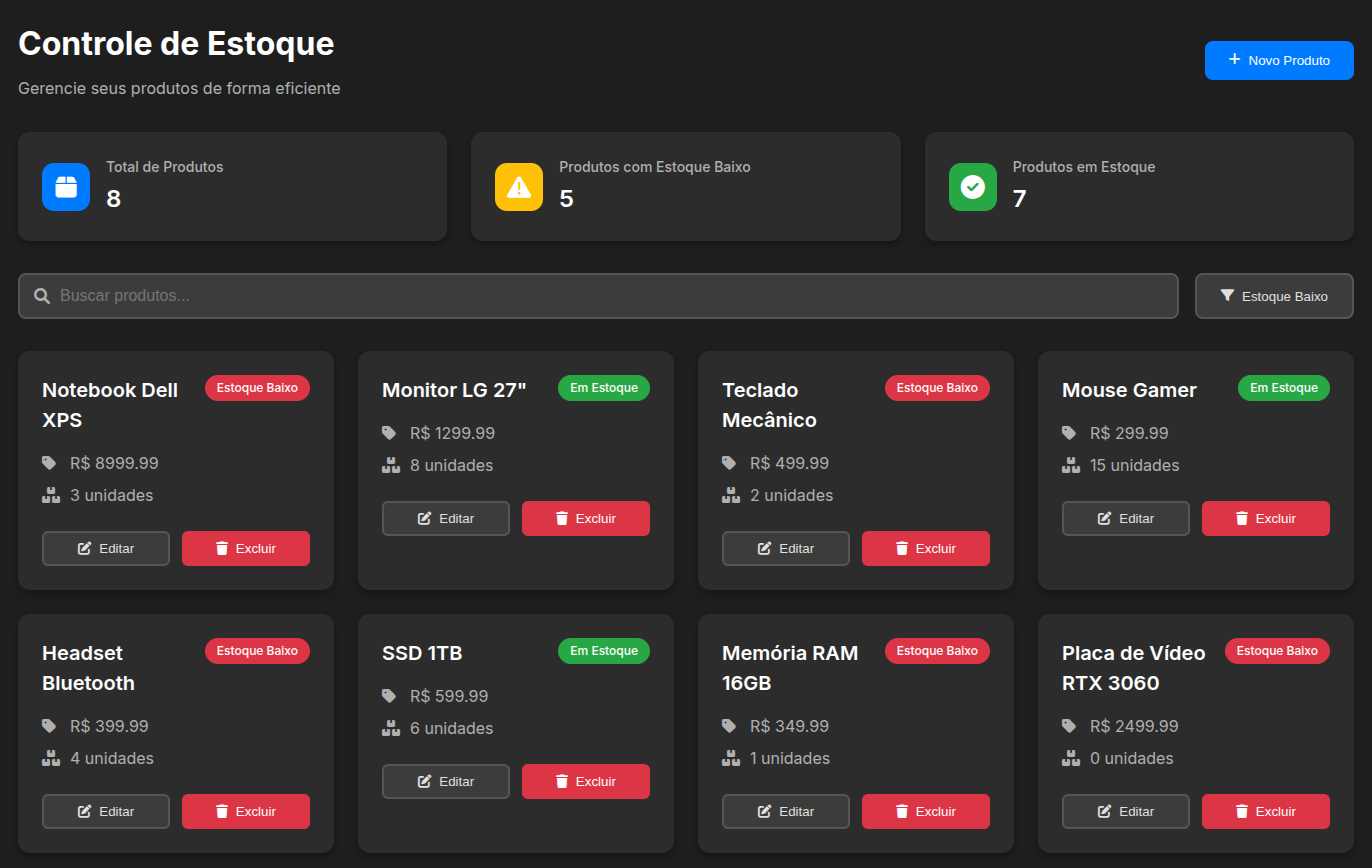 Controle de Estoque
Gerencie seus produtos de forma eficiente
Novo Produto
Total de Produtos
8
Produtos com Estoque Baixo
5
Produtos em Estoque
7
Buscar produtos...
Estoque Baixo
Notebook Dell
XPS
Estoque Baixo
R$ 8999.99
3 unidades
Editar
Excluir
Monitor LG 27"
Em Estoque
R$ 1299.99
8 unidades
Editar
Excluir
Teclado
Mecânico
Estoque Baixo
R$ 499.99
2 unidades
Editar
Excluir
Mouse Gamer
Em Estoque
R$ 299.99
15 unidades
Editar
Excluir
Headset
Bluetooth
Estoque Baixo
R$ 399.99
4 unidades
Editar
Excluir
SSD 1TB
Em Estoque
R$ 599.99
6 unidades
Editar
Excluir
Memória RAM
16GB
Estoque Baixo
R$ 349.99
1 unidades
Editar
Excluir
Placa de Vídeo
RTX 3060
Estoque Baixo
R$ 2499.99
0 unidades
Editar
Excluir